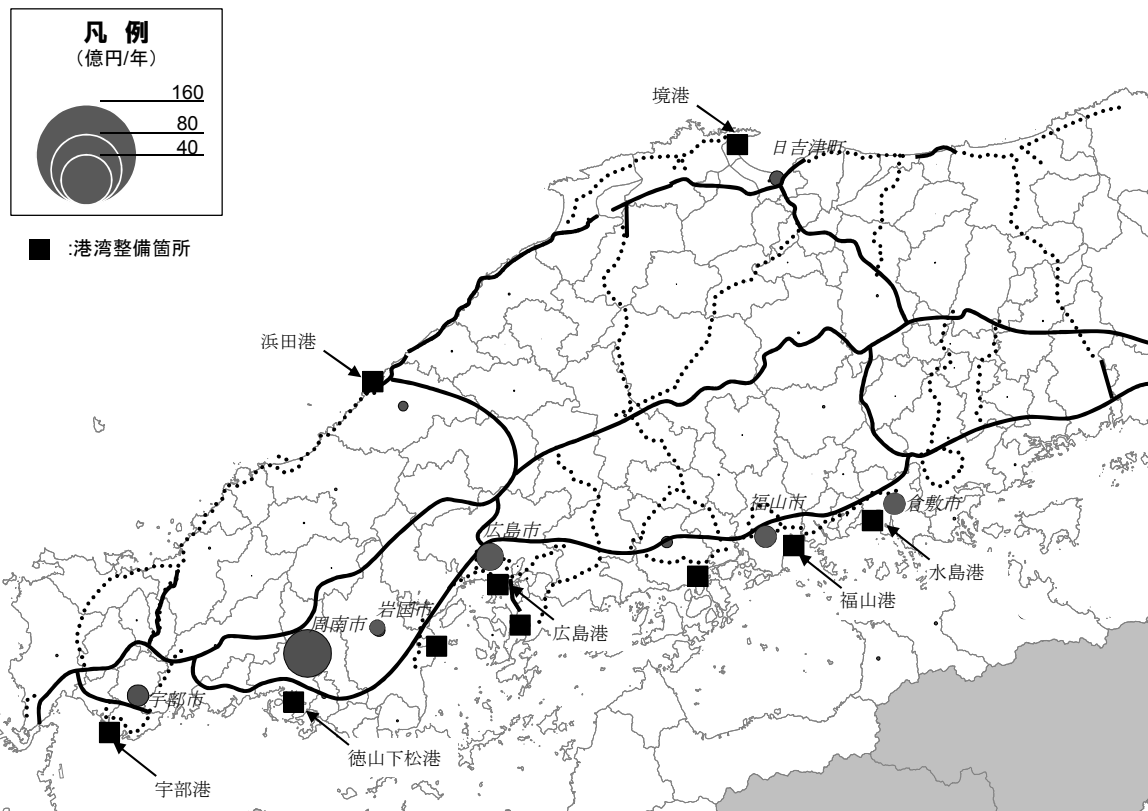 凡 例
（億円/年）
160
80
40
■ :港湾整備箇所
境港
日吉津町
浜田港
福山市
倉敷市
広島市
水島港
福山港
岩国市
周南市
広島港
宇部市
徳山下松港
宇部港